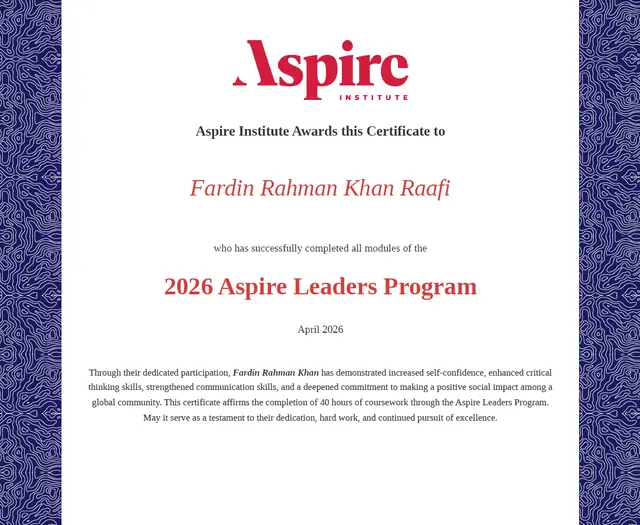 Aspire
INSTITUTE
Aspire Institute Awards this Certificate to
Fardin Rahman Khan Raafi
who has successfully completed all modules of the
2026 Aspire Leaders Program
April 2026
Through their dedicated participation, Fardin Rahman Khan has demonstrated increased self-confidence, enhanced critical
thinking skills, strengthened communication skills, and a deepened commitment to making a positive social impact among a
global community. This certificate affirms the completion of 40 hours of coursework through the Aspire Leaders Program.
May it serve as a testament to their dedication, hard work, and continued pursuit of excellence.